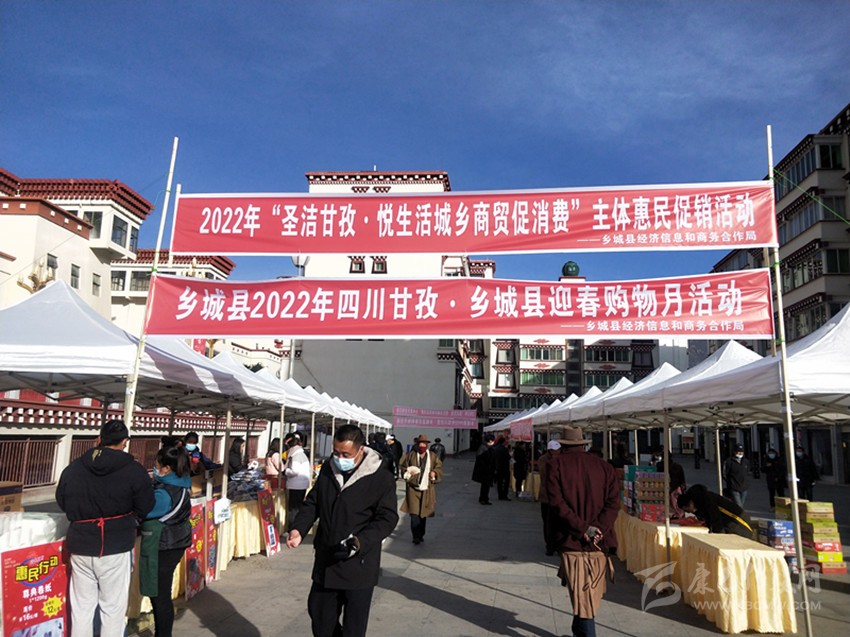 2022年“圣洁甘孜·悦生活城乡商贸促消费”主体惠民促销活动
——乡城县经济信息和商务合作局
乡城县2022年四川甘孜·乡城县迎春购物月活动
——乡城县经济信息和商务合作局
惠民行动